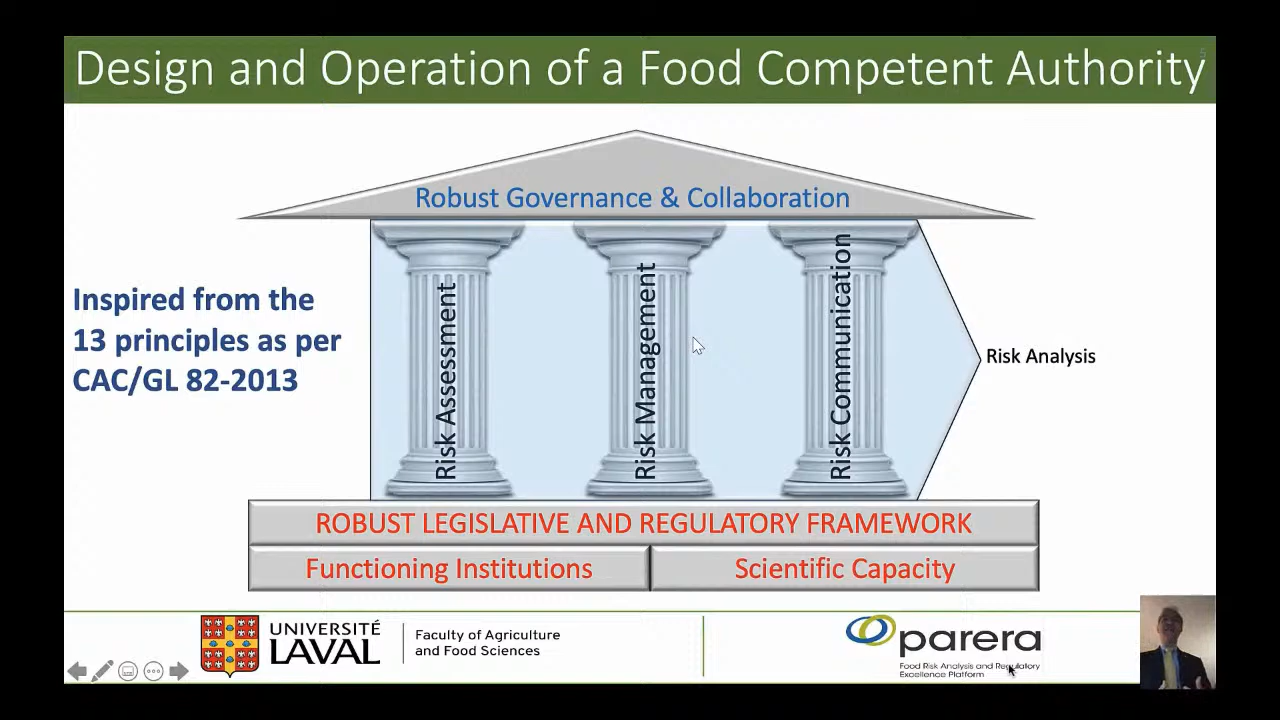 Design and Operation of a Food Competent Authority
5
Robust Governance & Collaboration
Inspired from the
13 principles as per
CAC/GL 82-2013
Risk Assessment
Risk Management
Risk Communication
Risk Analysis
ROBUST LEGISLATIVE AND REGULATORY FRAMEWORK
Functioning Institutions
Scientific Capacity
UNIVERSITÉ
LAVAL
Faculty of Agriculture
and Food Sciences
parera
Food Risk Analysis and Regulatory
Excellence Platform